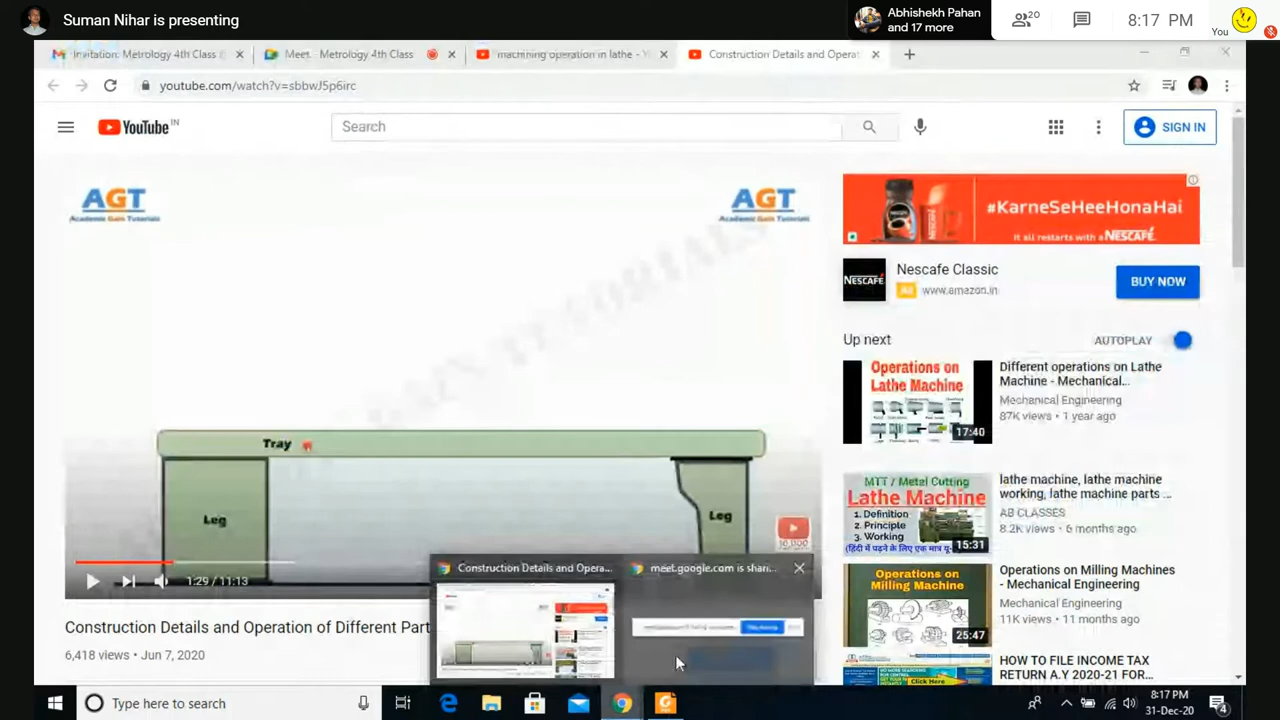 Suman Nihar is presenting
Abhishekh Pahan
and 17 more
20
8:17 PM
You
Invitation: Metrology 4th Class
Meet - Metrology 4th Class
machining operation in lathe - Y
Construction Details and Operat
youtube.com/watch?v=sbbwJ5p6irc
YouTube IN
Search
SIGN IN
AGT
Academic Gain Tutorials
AGT
Academic Gain Tutorials
#KarneSeHeeHonaHai
it all restarts with a NESCAFÉ
NESCAFÉ
Nescafe Classic
Ad www.amazon.in
BUY NOW
Up next
AUTOPLAY
Operations on
Lathe Machine
17:40
Different operations on Lathe
Machine - Mechanical...
Mechanical Engineering
87K views • 1 year ago
Tray
Leg
Leg
MTT / Metal Cutting
Lathe Machine
1. Definition
2. Principle
3. Working
15:31
lathe machine, lathe machine
working, lathe machine parts ...
AB CLASSES
8.2K views • 6 months ago
1:29 / 11:13
Operations on
Milling Machine
25:47
Operations on Milling Machines
- Mechanical Engineering
Mechanical Engineering
11K views • 11 months ago
Construction Details and Opera...
meet.google.com is shari...
Construction Details and Operation of Different Part
6,418 views • Jun 7, 2020
Click Here
HOW TO FILE INCOME TAX
RETURN A.Y 2020-21 FOR...
Type here to search
8:17 PM
31-Dec-20
4